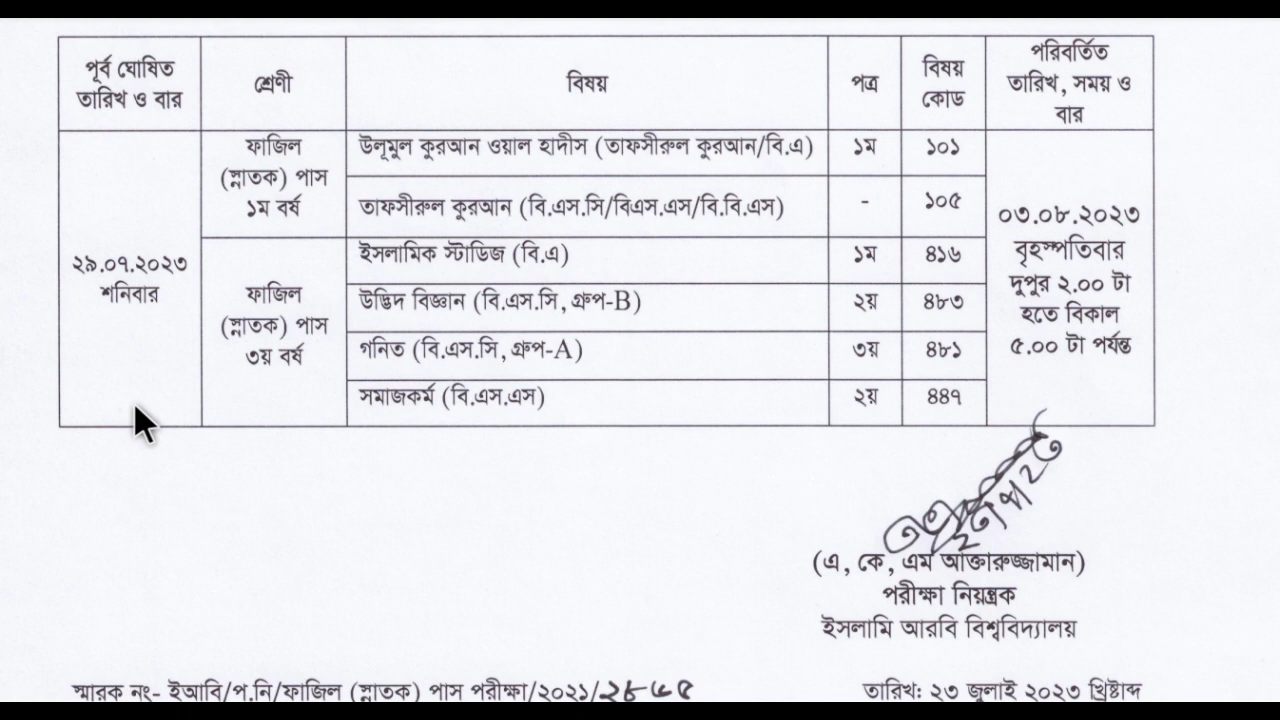 পূর্ব ঘোষিত
তারিখ ও বার
শ্রেণী
বিষয়
পত্র
বিষয়
কোড
পরিবর্তিত
তারিখ, সময় ও
বার
২৯.০৭.২০২৩
শনিবার
ফাজিল
(স্নাতক) পাস
১ম বর্ষ
উলূমুল কুরআন ওয়াল হাদীস (তাফসীরুল কুরআন/বি.এ)
১ম
১০১
তাফসীরুল কুরআন (বি.এস.সি/বিএস.এস/বি.বি.এস)
-
১০৫
ফাজিল
(স্নাতক) পাস
৩য় বর্ষ
ইসলামিক স্টাডিজ (বি.এ)
১ম
৪১৬
উদ্ভিদ বিজ্ঞান (বি.এস.সি, গ্রুপ-B)
২য়
৪৮৩
গনিত (বি.এস.সি, গ্রুপ-A)
৩য়
৪৮১
সমাজকর্ম (বি.এস.এস)
২য়
৪৪৭
০৩.০৮.২০২৩
বৃহস্পতিবার
দুপুর ২.০০ টা
হতে বিকাল
৫.০০ টা পর্যন্ত
(এ, কে, এম আক্তারুজ্জামান)
পরীক্ষা নিয়ন্ত্রক
ইসলামি আরবি বিশ্ববিদ্যালয়
স্মারক নং- ইআবি/প.নি/ফাজিল (স্নাতক) পাস পরীক্ষা/২০২১/
তারিখ: ২৩ জুলাই ২০২৩ খ্রিষ্টাব্দ